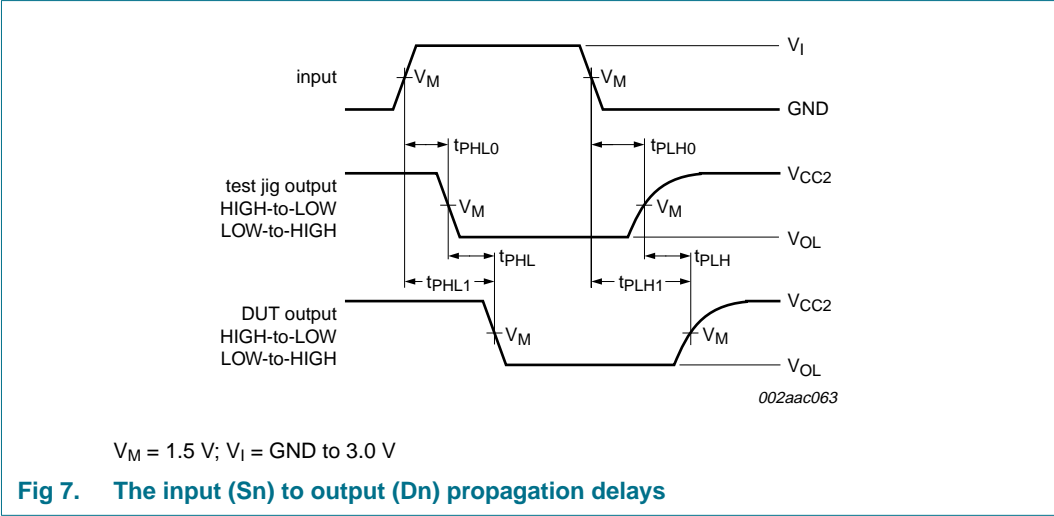 V_I
input
V_M
V_M
GND
t_PHL0
t_PLH0
test jig output
HIGH-to-LOW
LOW-to-HIGH
V_CC2
V_M
V_M
V_OL
t_PHL
t_PLH
t_PHL1
t_PLH1
DUT output
HIGH-to-LOW
LOW-to-HIGH
V_CC2
V_M
V_M
V_OL
002aac063
V_M = 1.5 V; V_I = GND to 3.0 V
Fig 7. The input (Sn) to output (Dn) propagation delays